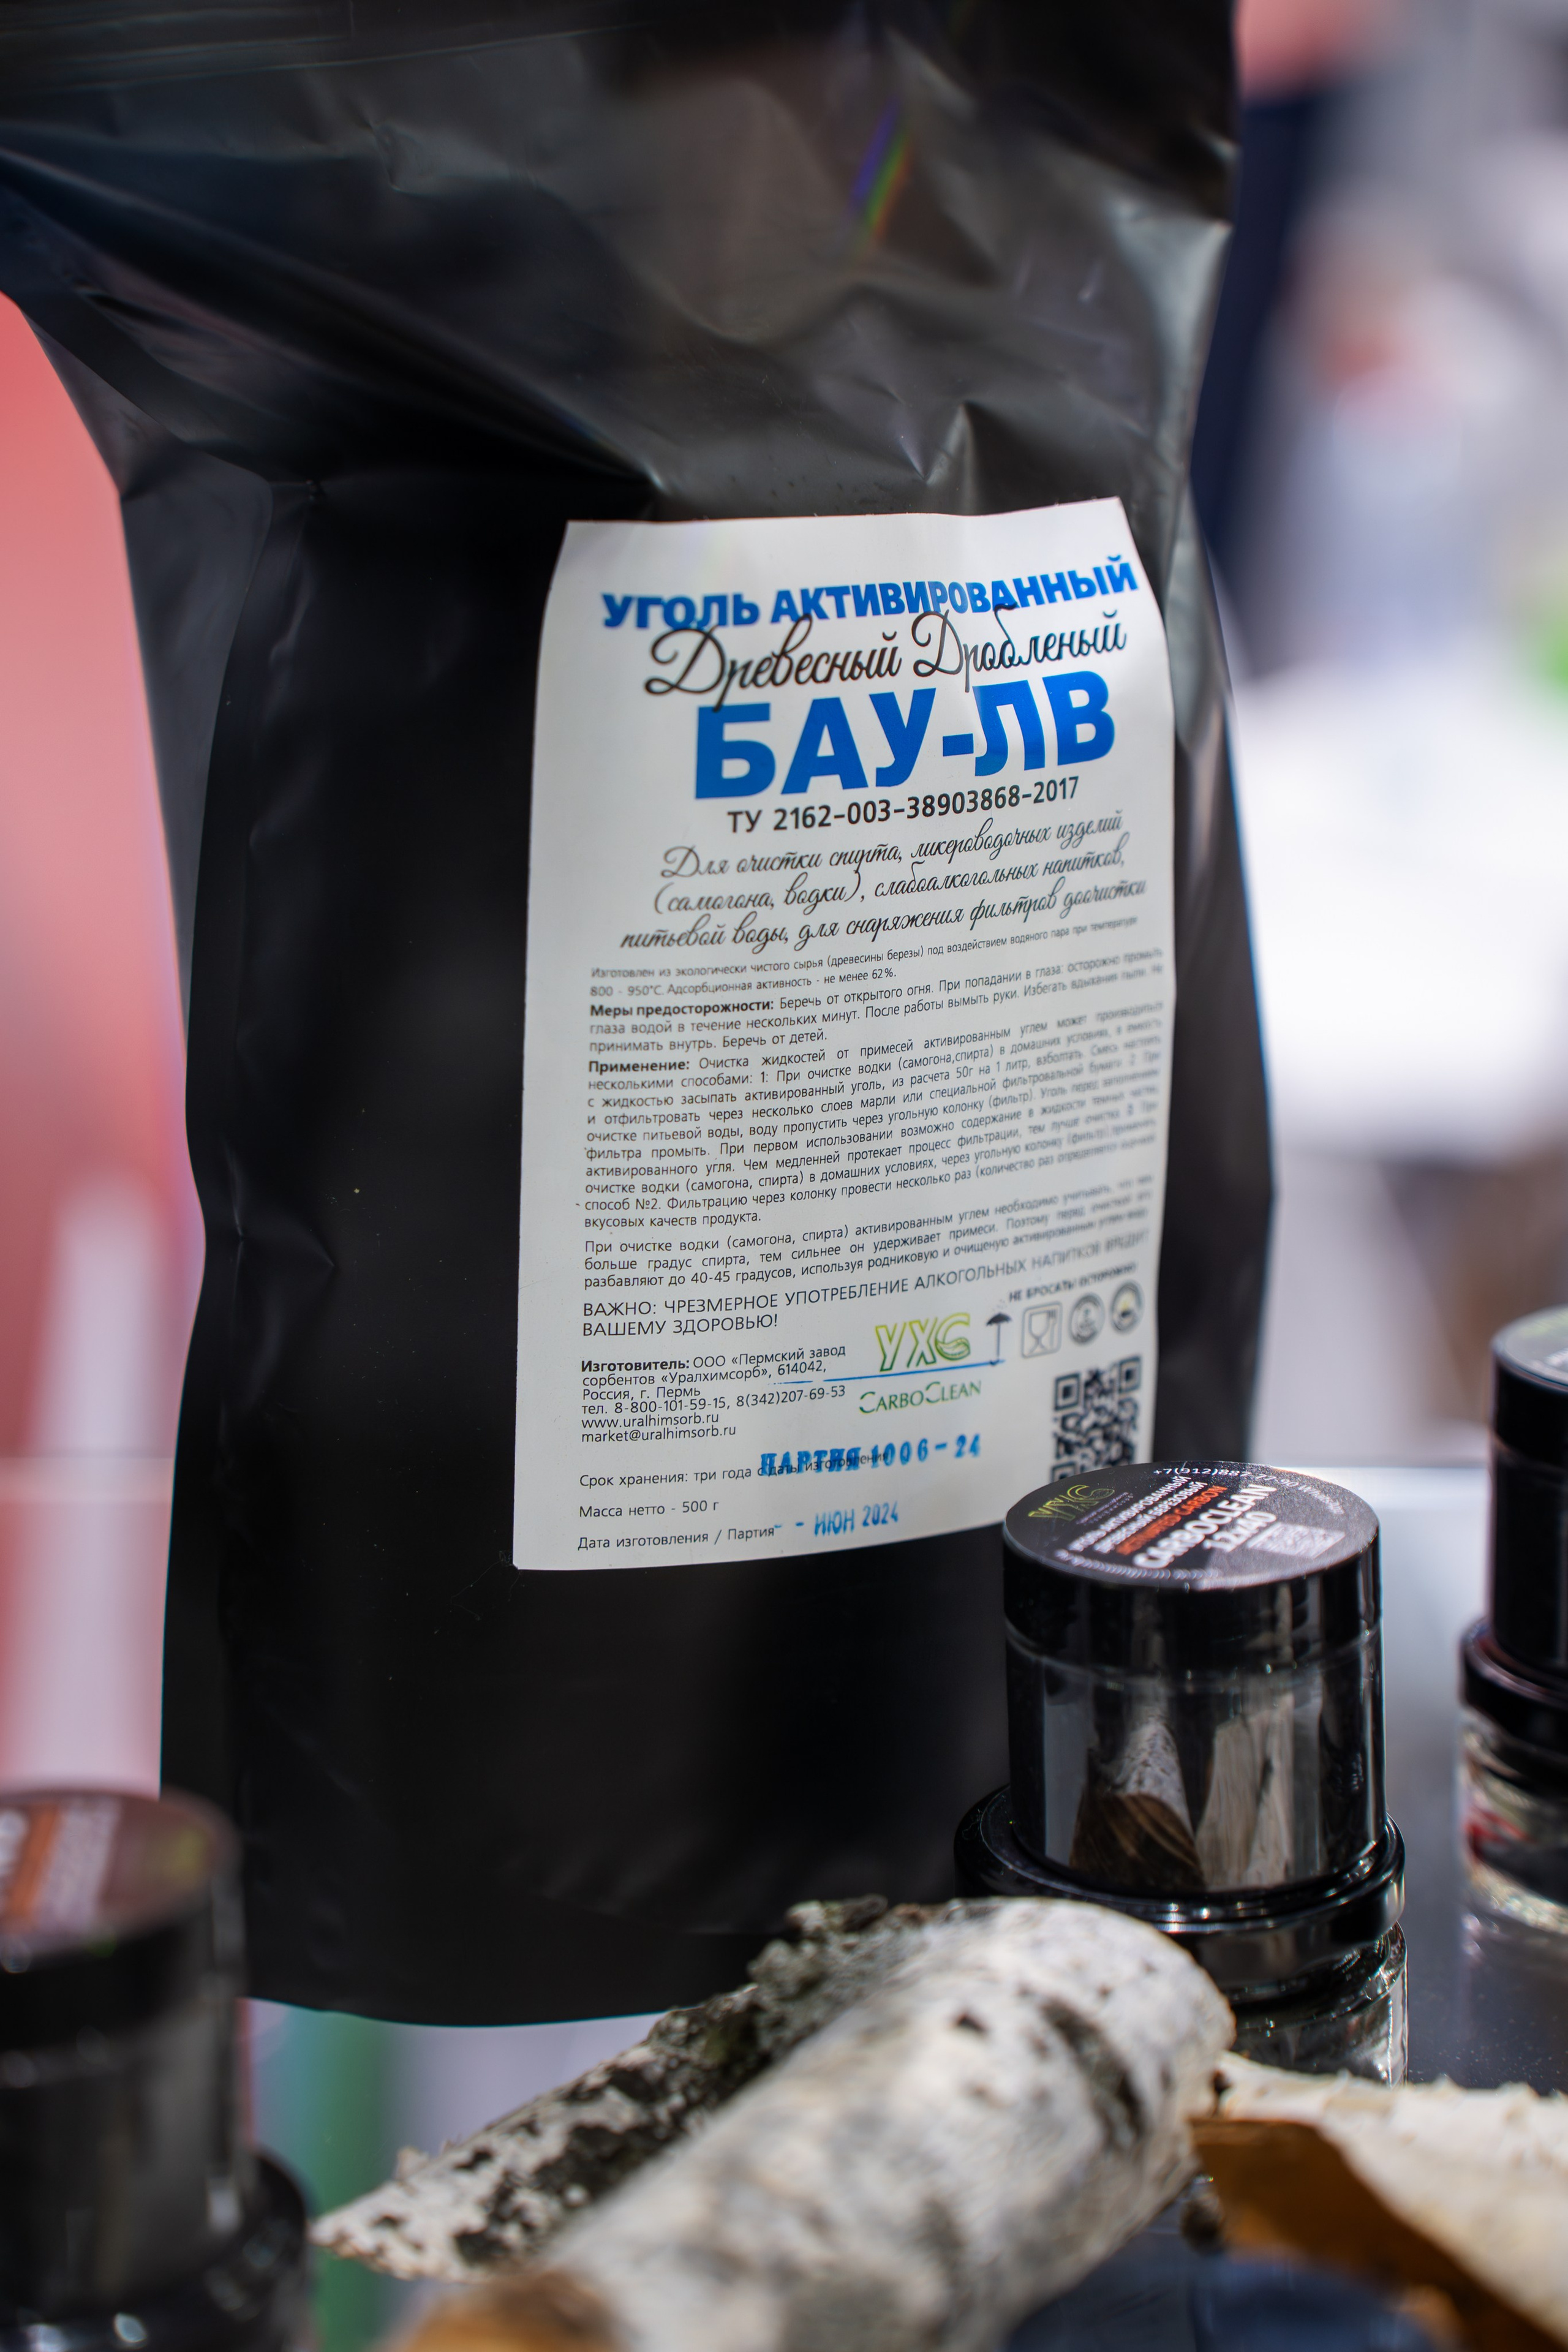 УГОЛЬ АКТИВИРОВАННЫЙ
Древесный Дробленый
БАУ-ЛВ
ТУ 2162-003-38903868-2017
Для очистки спирта, ликероводочных изделий
(самогона, водки), слабоалкогольных напитков,
питьевой воды, для снаряжения фильтров доочистки
Изготовлен из экологически чистого сырья (древесины березы) под воздействием водяного пара при температуре
800 - 950°С. Адсорбционная активность - не менее 62%.
Меры предосторожности: Беречь от открытого огня. При попадании в глаза: осторожно промыть
глаза водой в течение нескольких минут. После работы вымыть руки. Избегать вдыхания пыли. Не
принимать внутрь. Беречь от детей.
Применение: Очистка жидкостей от примесей активированным углем может производиться
несколькими способами: 1: При очистке водки (самогона,спирта) в домашних условиях, в емкость
с жидкостью засыпать активированный уголь, из расчета 50г на 1 литр, взболтать. Смесь настоять
и отфильтровать через несколько слоев марли или специальной фильтровальной бумаги. 2: При
очистке питьевой воды, воду пропустить через угольную колонку (фильтр). Уголь перед заполнением
фильтра промыть. При первом использовании возможно содержание в жидкости темных частиц
активированного угля. Чем медленней протекает процесс фильтрации, тем лучше очистка. 3: При
очистке водки (самогона, спирта) в домашних условиях, через угольную колонку (фильтр) применять
способ №2. Фильтрацию через колонку провести несколько раз (количество раз определяется оценкой
вкусовых качеств продукта.
При очистке водки (самогона, спирта) активированным углем необходимо учитывать, что чем
больше градус спирта, тем сильнее он удерживает примеси. Поэтому перед очисткой его
разбавляют до 40-45 градусов, используя родниковую и очищеную активированным углем воду.
ВАЖНО: ЧРЕЗМЕРНОЕ УПОТРЕБЛЕНИЕ АЛКОГОЛЬНЫХ НАПИТКОВ ВРЕДИТ
ВАШЕМУ ЗДОРОВЬЮ!
НЕ БРОСАТЬ! ОСТОРОЖНО!
УХС
CARBOCLEAN
Изготовитель: ООО «Пермский завод
сорбентов «Уралхимсорб», 614042,
Россия, г. Пермь
тел. 8-800-101-59-15, 8(342)207-69-53
www.uralhimsorb.ru
market@uralhimsorb.ru
ПАРТИЯ 1006-24
Срок хранения: три года с даты изготовления
Масса нетто - 500 г
Дата изготовления / Партия - ИЮН 2024
УХС
УГОЛЬ АКТИВИРОВАННЫЙ
ДРЕВЕСНЫЙ БЕРЕЗОВЫЙ
ACTIVATED CARBON
CARBOCLEAN
12x40